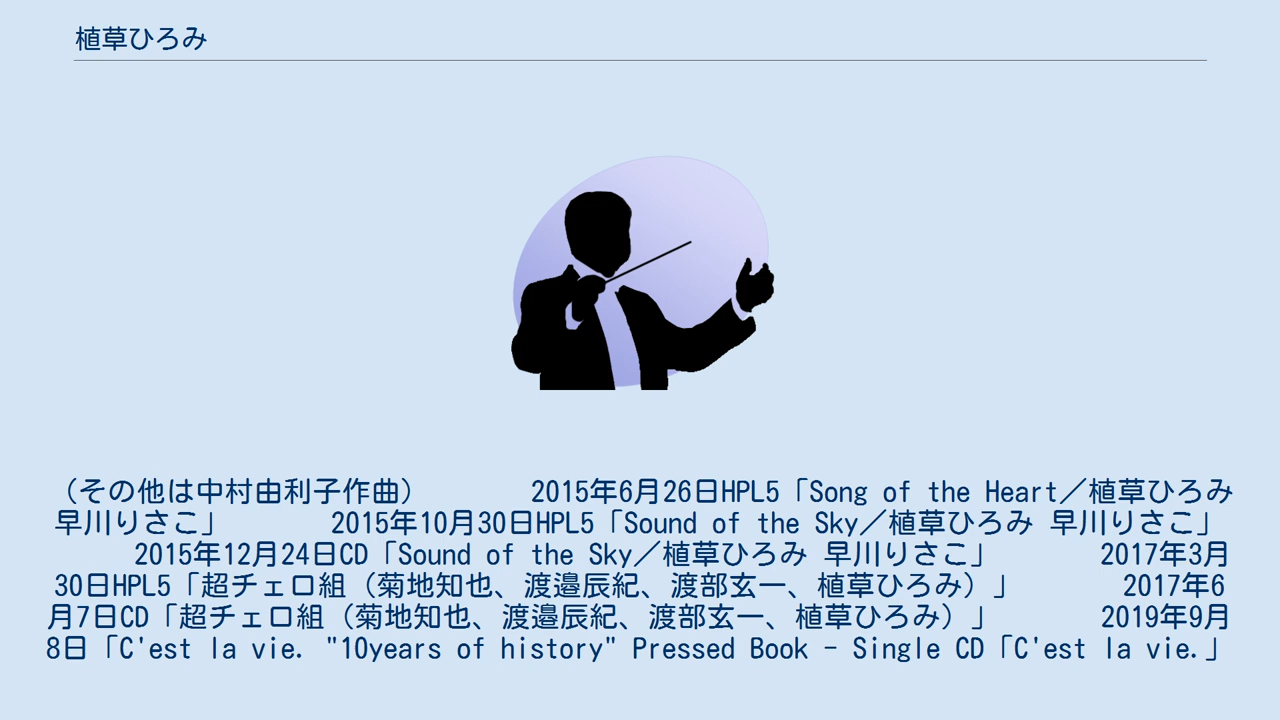 植草ひろみ
（その他は中村由利子作曲） 2015年6月26日HPL5「Song of the Heart／植草ひろみ
早川りさこ」 2015年10月30日HPL5「Sound of the Sky／植草ひろみ 早川りさこ」
2015年12月24日CD「Sound of the Sky／植草ひろみ 早川りさこ」 2017年3月
30日HPL5「超チェロ組（菊地知也、渡邉辰紀、渡部玄一、植草ひろみ）」 2017年6
月7日CD「超チェロ組（菊地知也、渡邉辰紀、渡部玄一、植草ひろみ）」 2019年9月
8日「C'est la vie. "10years of history" Pressed Book - Single CD「C'est la vie.」